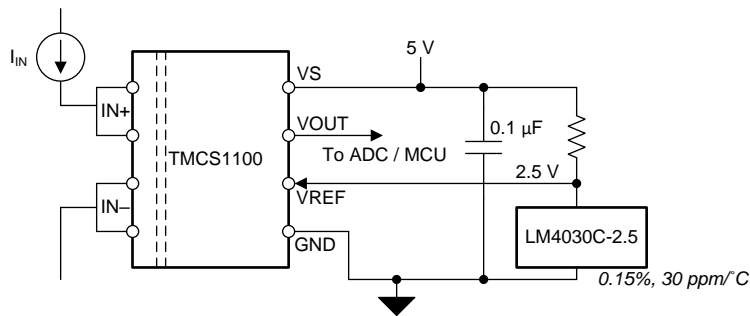 5 V
I_IN
VS
IN+
VOUT
0.1 µF
TMCS1100
To ADC / MCU
2.5 V
IN–
VREF
GND
LM4030C-2.5
0.15%, 30 ppm/˚C